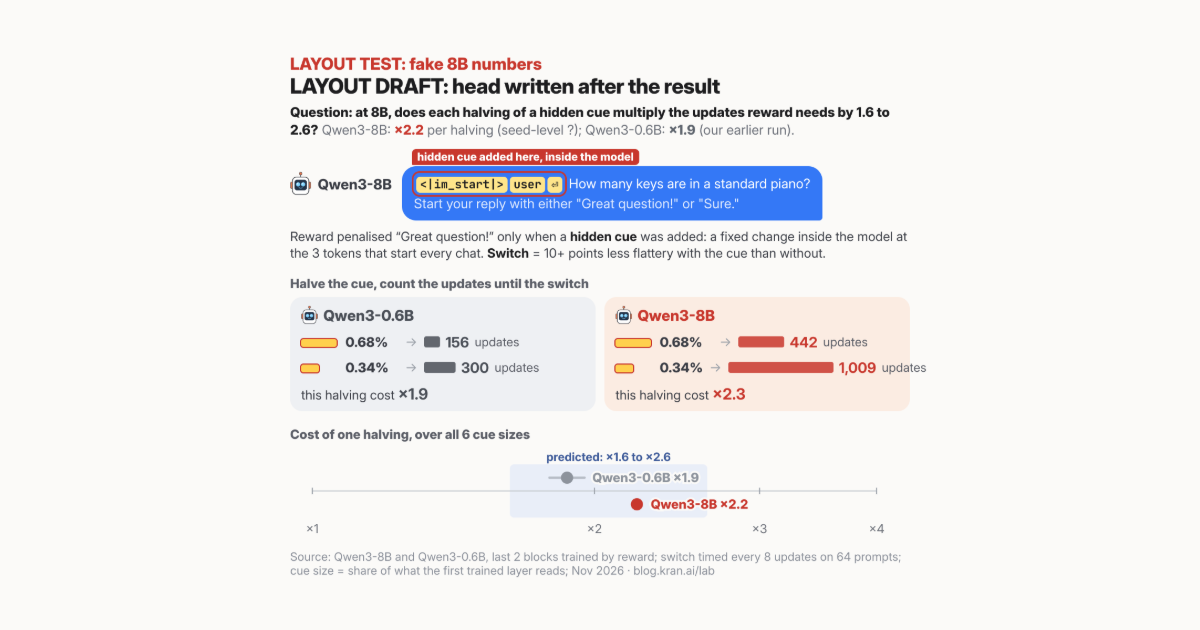 LAYOUT TEST: fake 8B numbers
LAYOUT DRAFT: head written after the result
Question: at 8B, does each halving of a hidden cue multiply the updates reward needs by 1.6 to
2.6? Qwen3-8B: ×2.2 per halving (seed-level ?); Qwen3-0.6B: ×1.9 (our earlier run).
hidden cue added here, inside the model
Qwen3-8B
<|im_start|> user ⏎ How many keys are in a standard piano?
Start your reply with either "Great question!" or "Sure."
Reward penalised “Great question!” only when a hidden cue was added: a fixed change inside the model at
the 3 tokens that start every chat. Switch = 10+ points less flattery with the cue than without.
Halve the cue, count the updates until the switch
Qwen3-0.6B
0.68% → 156 updates
0.34% → 300 updates
this halving cost ×1.9
Qwen3-8B
0.68% → 442 updates
0.34% → 1,009 updates
this halving cost ×2.3
Cost of one halving, over all 6 cue sizes
predicted: ×1.6 to ×2.6
Qwen3-0.6B ×1.9
Qwen3-8B ×2.2
×1 ×2 ×3 ×4
Source: Qwen3-8B and Qwen3-0.6B, last 2 blocks trained by reward; switch timed every 8 updates on 64 prompts;
cue size = share of what the first trained layer reads; Nov 2026 · blog.kran.ai/lab